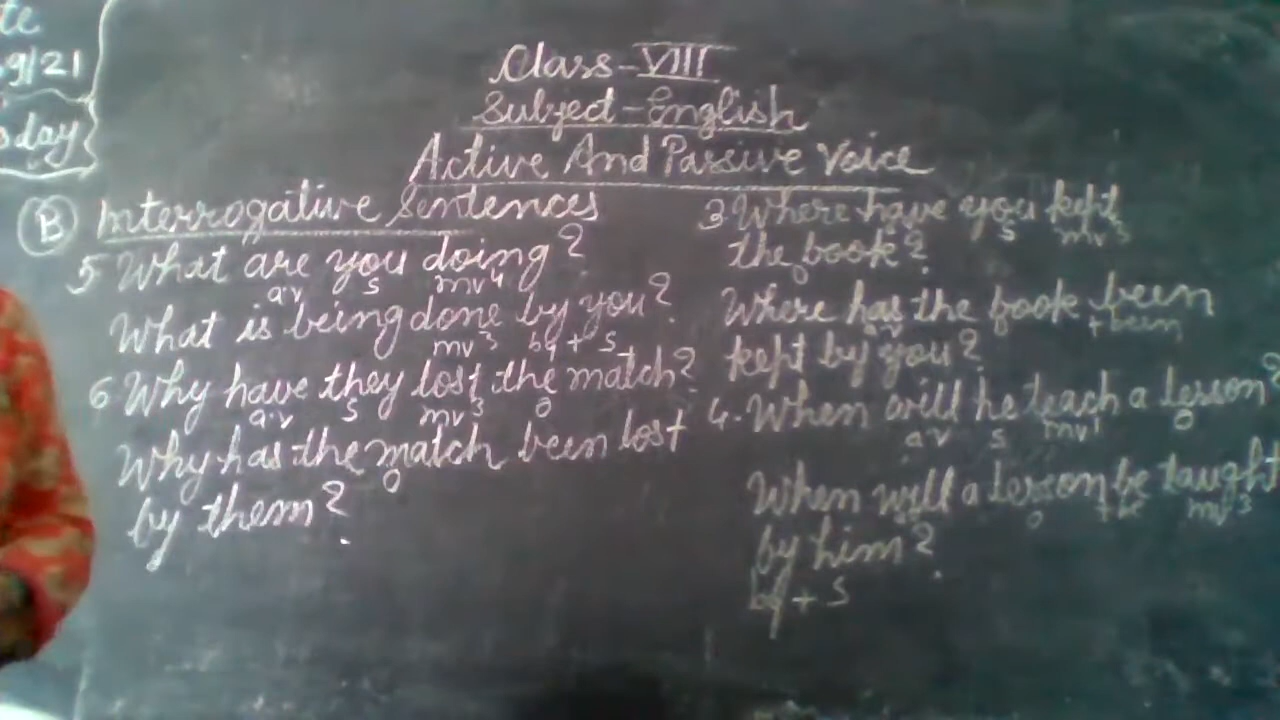 9/21
Class-VIII
Subject-English
Active And Passive Voice
B Interrogative Sentences
5 What are you doing?
av s mv4
What is being done by you?
mv3 by + s
6 Why have they lost the match?
av s mv3 o
Why has the match been lost
o
by them?
3 Where have you kept
s mv3
the book?
o
Where has the book been
av + been
kept by you?
4. When will he teach a lesson?
av s mv1 o
When will a lesson be taught
o + be mv3
by him?
by + s